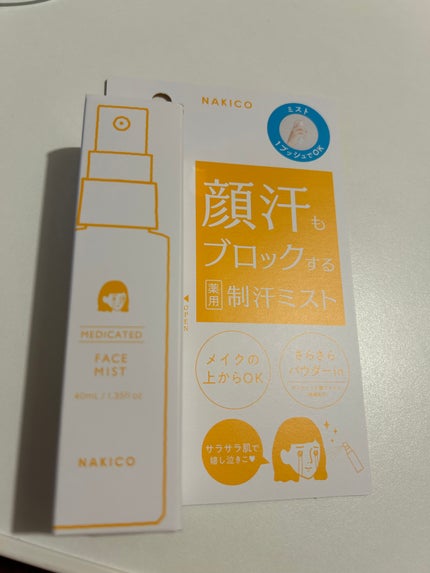 NAKICO
ミスト
1プッシュでOK
顔汗も
ブロックする
薬用
制汗ミスト
OPEN
メイクの
上からOK
さらさら
パウダーin
サラサラ肌で
嬉し泣きこ♥
MEDICATED
FACE
MIST
40mL / 1.35fl oz
NAKICO